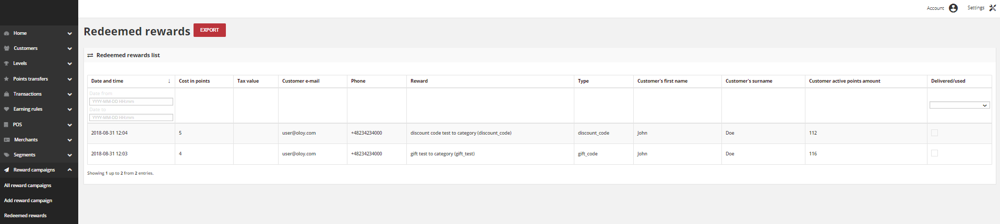 Account
Settings
Home
Customers
Levels
Points transfers
Transactions
Earning rules
POS
Merchants
Segments
Reward campaigns
All reward campaigns
Add reward campaign
Redeemed rewards
Redeemed rewards EXPORT
Redeemed rewards list
Date and time ↓ Cost in points Tax value Customer e-mail Phone Reward Type Customer's first name Customer's surname Customer active points amount Delivered/used
Date from
YYYY-MM-DD HH:mm
Date to
YYYY-MM-DD HH:mm
2018-08-31 12:04 5 user@oloy.com +48234234000 discount code test to category (discount_code) discount_code John Doe 112
2018-08-31 12:03 4 user@oloy.com +48234234000 gift test to category (gift_test) gift_code John Doe 116
Showing 1 up to 2 from 2 entries.